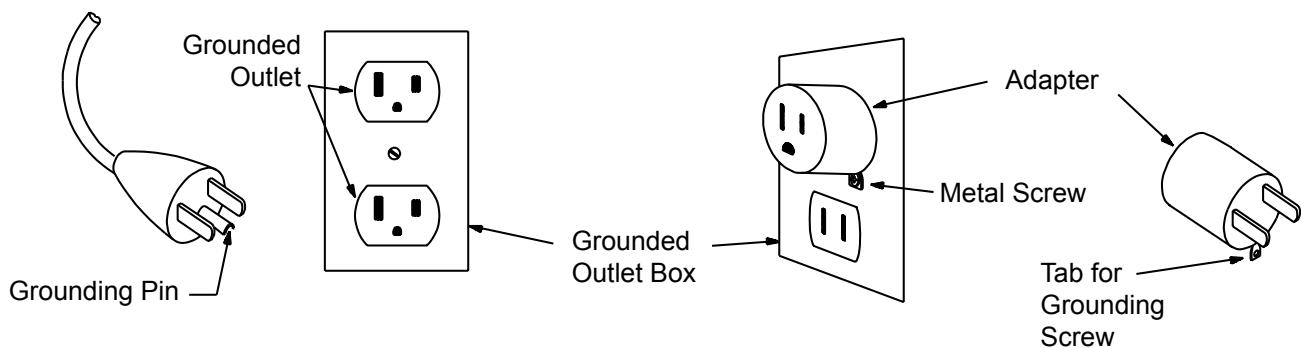 Grounded
Outlet
Grounding Pin
Grounded
Outlet Box
Adapter
Metal Screw
Tab for
Grounding
Screw